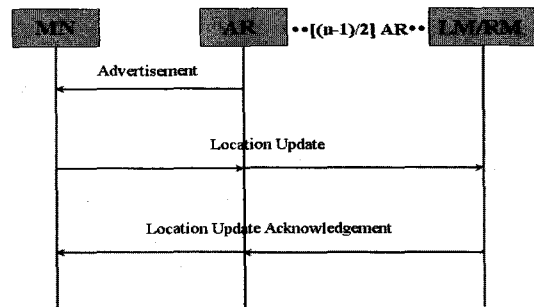 MN AR ••[(n-1)/2] AR•• LM/RM
Advertisement
Location Update
Location Update Acknowledgement